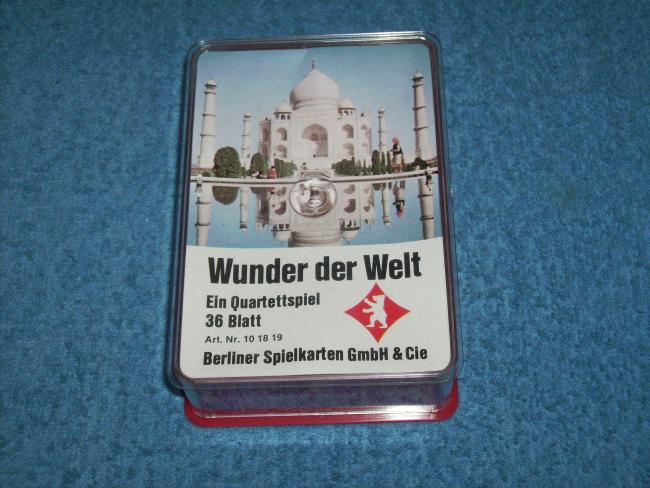 Wunder der Welt
Ein Quartettspiel
36 Blatt
Art. Nr. 10 18 19
Berliner Spielkarten GmbH & Cie